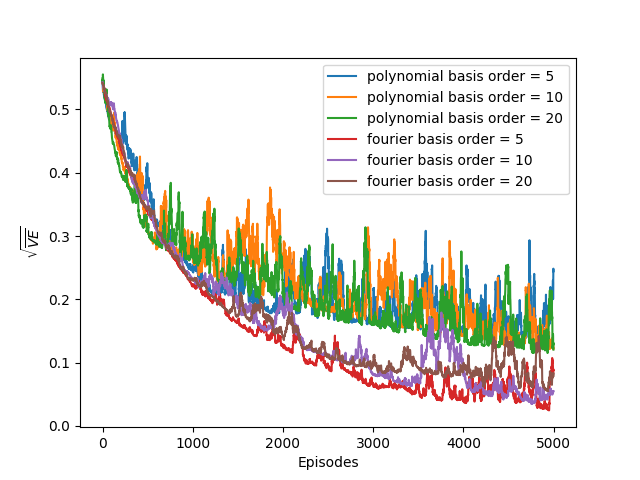 polynomial basis order = 5
polynomial basis order = 10
polynomial basis order = 20
fourier basis order = 5
fourier basis order = 10
fourier basis order = 20
0.5
0.4
0.3
0.2
0.1
0.0
√V̅E̅
0 1000 2000 3000 4000 5000
Episodes